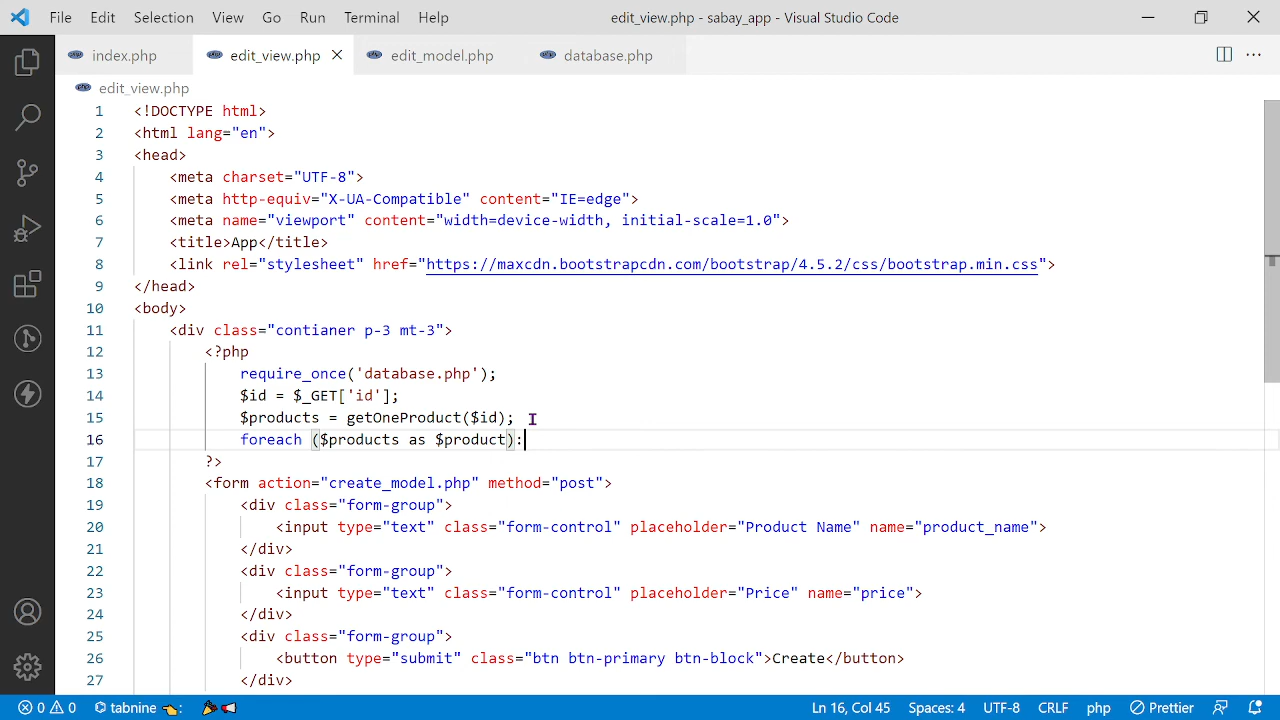 File Edit Selection View Go Run Terminal Help edit_view.php - sabay_app - Visual Studio Code
index.php edit_view.php edit_model.php database.php
edit_view.php
1 <!DOCTYPE html>
2 <html lang="en">
3 <head>
4 <meta charset="UTF-8">
5 <meta http-equiv="X-UA-Compatible" content="IE=edge">
6 <meta name="viewport" content="width=device-width, initial-scale=1.0">
7 <title>App</title>
8 <link rel="stylesheet" href="https://maxcdn.bootstrapcdn.com/bootstrap/4.5.2/css/bootstrap.min.css">
9 </head>
10 <body>
11 <div class="contianer p-3 mt-3">
12 <?php
13 require_once('database.php');
14 $id = $_GET['id'];
15 $products = getOneProduct($id);
16 foreach ($products as $product):
17 ?>
18 <form action="create_model.php" method="post">
19 <div class="form-group">
20 <input type="text" class="form-control" placeholder="Product Name" name="product_name">
21 </div>
22 <div class="form-group">
23 <input type="text" class="form-control" placeholder="Price" name="price">
24 </div>
25 <div class="form-group">
26 <button type="submit" class="btn btn-primary btn-block">Create</button>
27 </div>
0 0 tabnine : Ln 16, Col 45 Spaces: 4 UTF-8 CRLF php Prettier